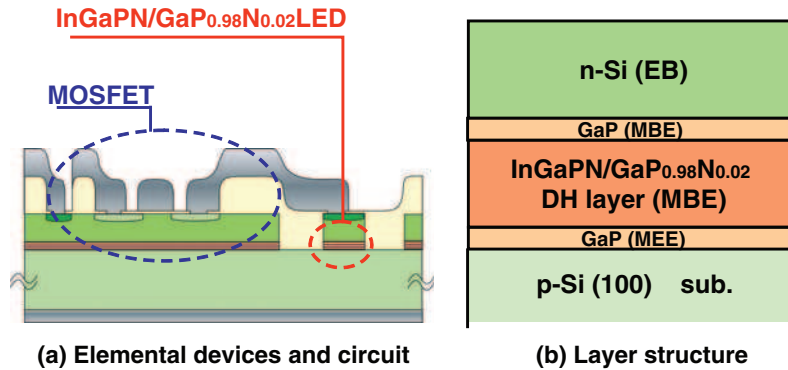 InGaPN/GaP0.98N0.02LED
MOSFET
(a) Elemental devices and circuit
n-Si (EB)
GaP (MBE)
InGaPN/GaP0.98N0.02
DH layer (MBE)
GaP (MEE)
p-Si (100) sub.
(b) Layer structure